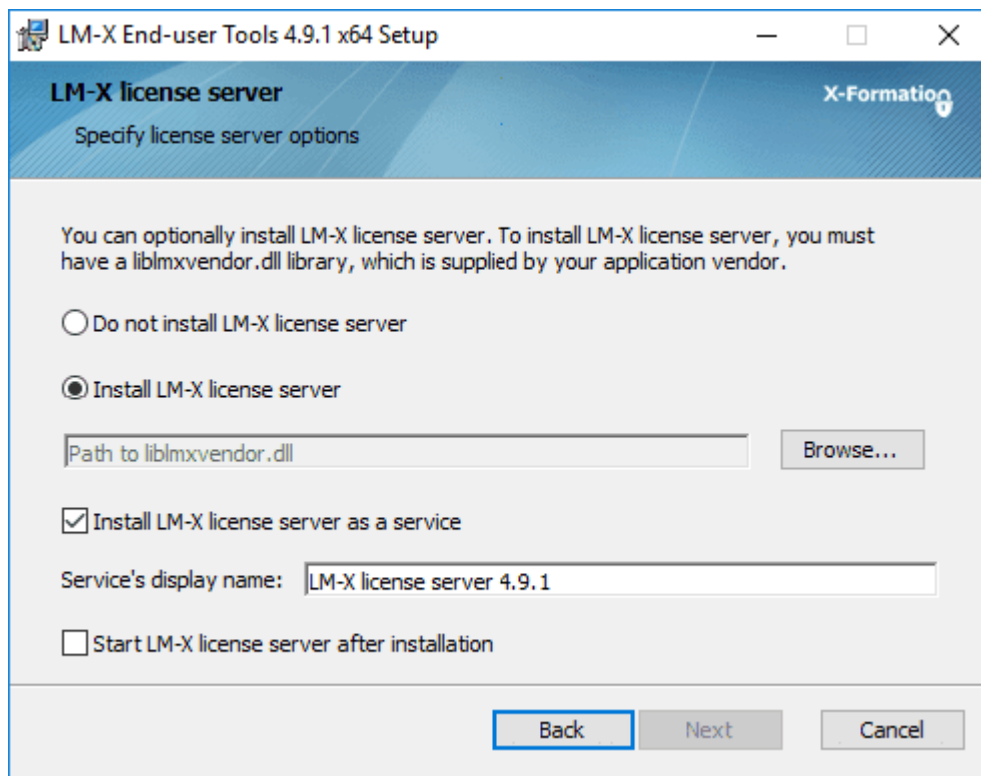 LM-X End-user Tools 4.9.1 x64 Setup
LM-X license server
X-Formation
Specify license server options
You can optionally install LM-X license server. To install LM-X license server, you must
have a liblmxvendor.dll library, which is supplied by your application vendor.
Do not install LM-X license server
Install LM-X license server
Path to liblmxvendor.dll
Browse...
Install LM-X license server as a service
Service's display name:
LM-X license server 4.9.1
Start LM-X license server after installation
Back
Next
Cancel